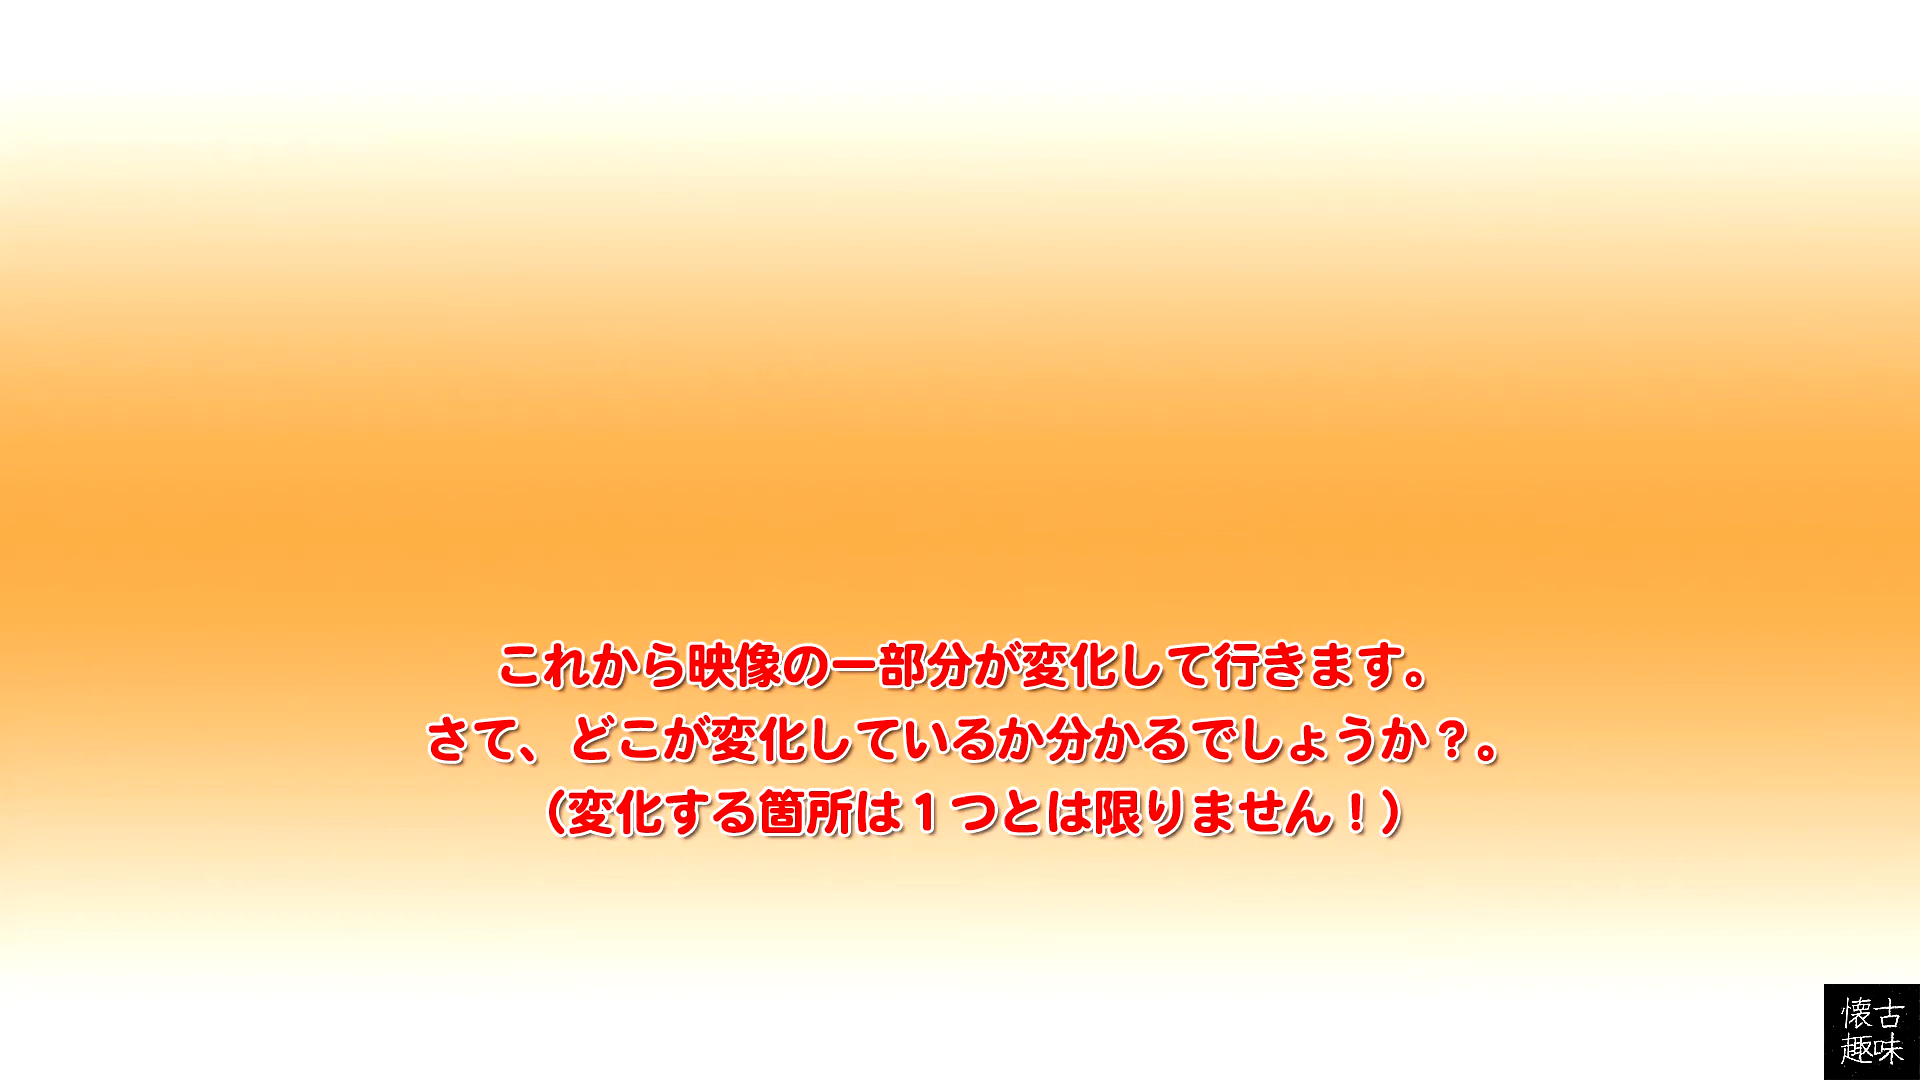 これから映像の一部分が変化して行きます。
さて、どこが変化しているか分かるでしょうか？。
（変化する箇所は１つとは限りません！）
懐古
趣味